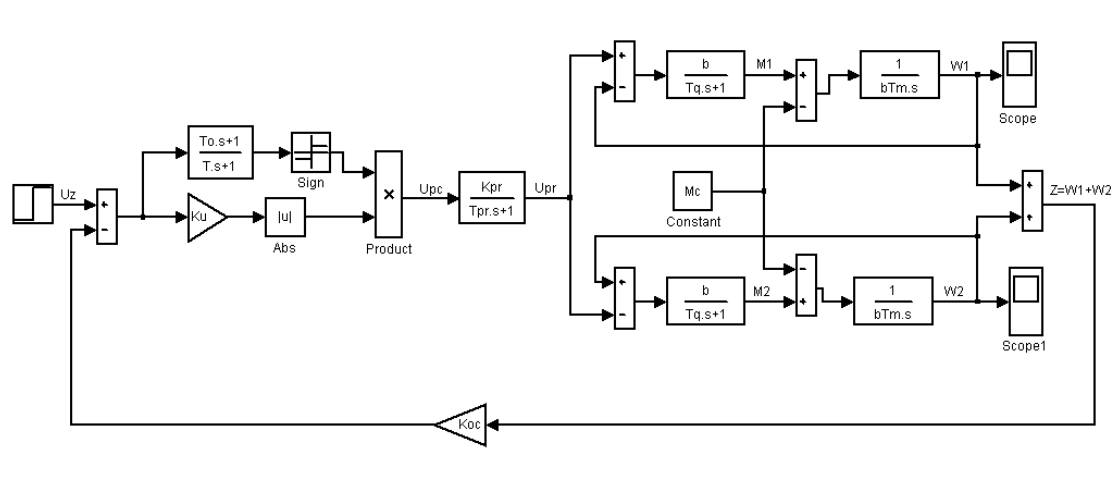 Uz
+
-
To.s+1
T.s+1
Sign
Ku
|u|
Abs
×
Product
Upc
Kpr
Tpr.s+1
Upr
+
-
b
Tq.s+1
M1
+
-
1
bTm.s
W1
Scope
Mc
Constant
+
+
Z=W1+W2
+
-
b
Tq.s+1
M2
-
+
1
bTm.s
W2
Scope1
Koc